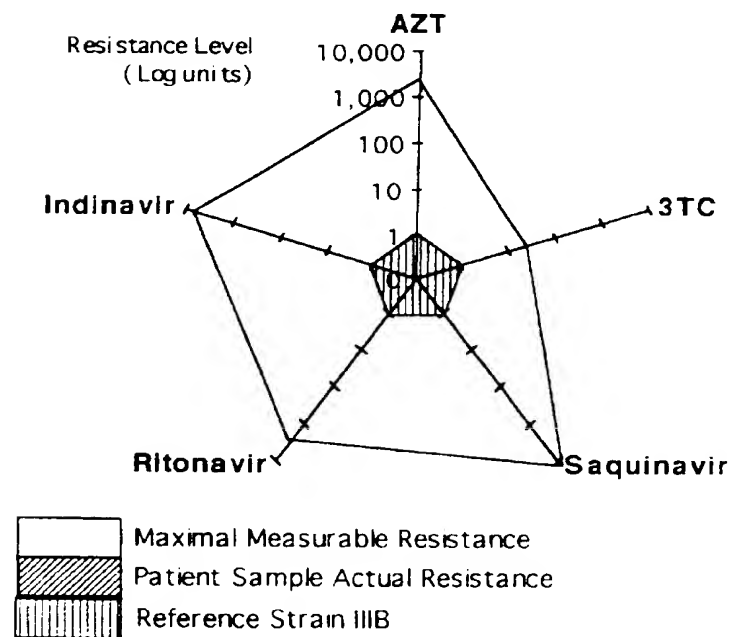 AZT
Resistance Level
(Log units)
10,000
1,000
100
10
1
0
Indinavir
3TC
Ritonavir
Saquinavir
Maximal Measurable Resistance
Patient Sample Actual Resistance
Reference Strain IIIB